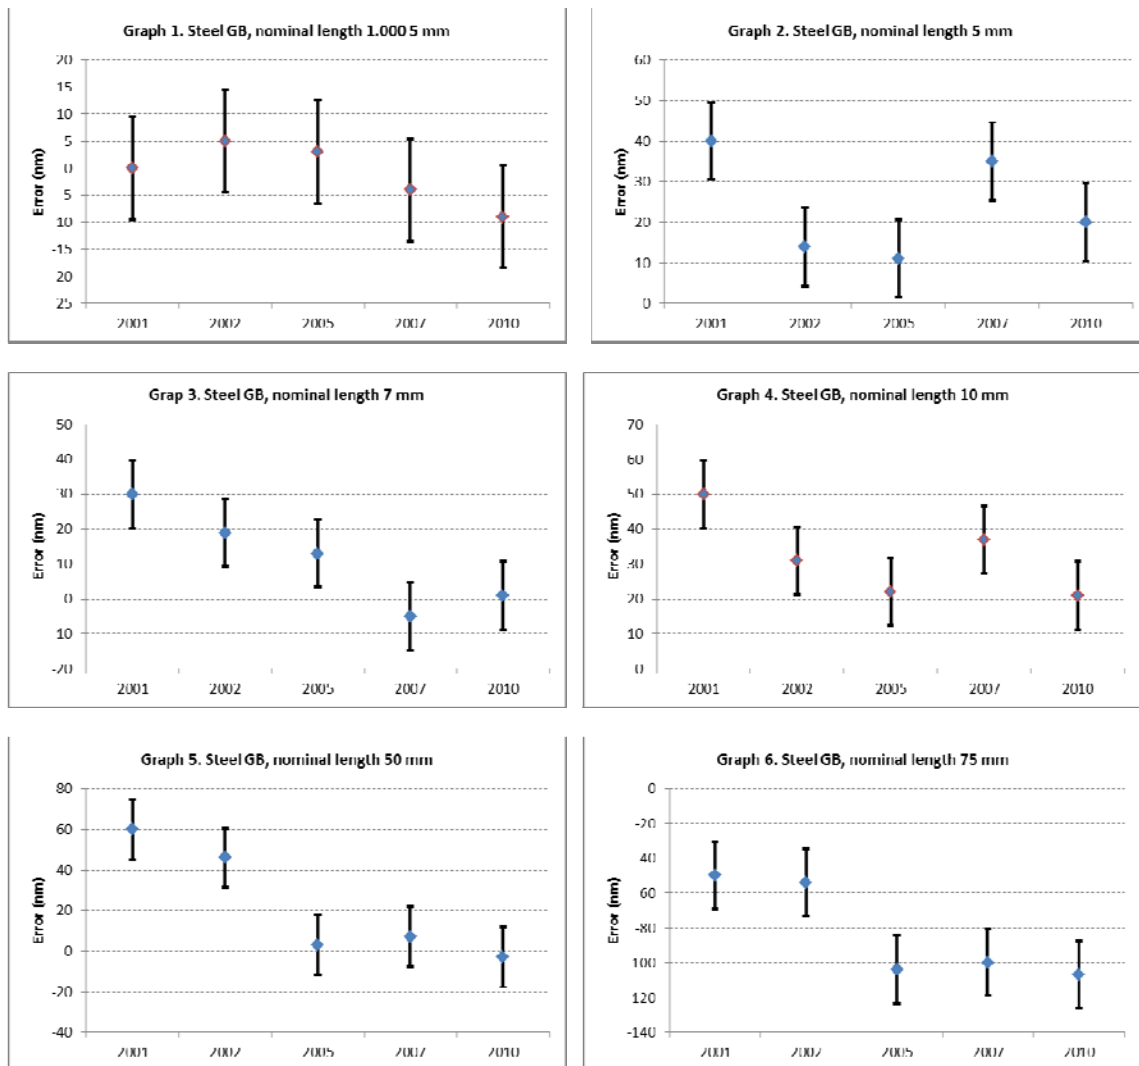 Graph 1. Steel GB, nominal length 1.000 5 mm
Error (nm)
20
15
10
5
0
5
10
-15
20
25
2001 2002 2005 2007 2010
Graph 2. Steel GB, nominal length 5 mm
Error (nm)
60
50
40
30
20
10
0
2001 2002 2005 2007 2010
Grap 3. Steel GB, nominal length 7 mm
Error (nm)
50
40
30
20
10
0
10
-20
2001 2002 2005 2007 2010
Graph 4. Steel GB, nominal length 10 mm
Error (nm)
70
60
50
40
30
20
10
0
2001 2002 2005 2007 2010
Graph 5. Steel GB, nominal length 50 mm
Error (nm)
80
60
40
20
0
-20
-40
2001 2002 2005 2007 2010
Graph 6. Steel GB, nominal length 75 mm
Error (nm)
0
-20
40
60
-80
100
120
-140
2001 2002 2005 2007 2010